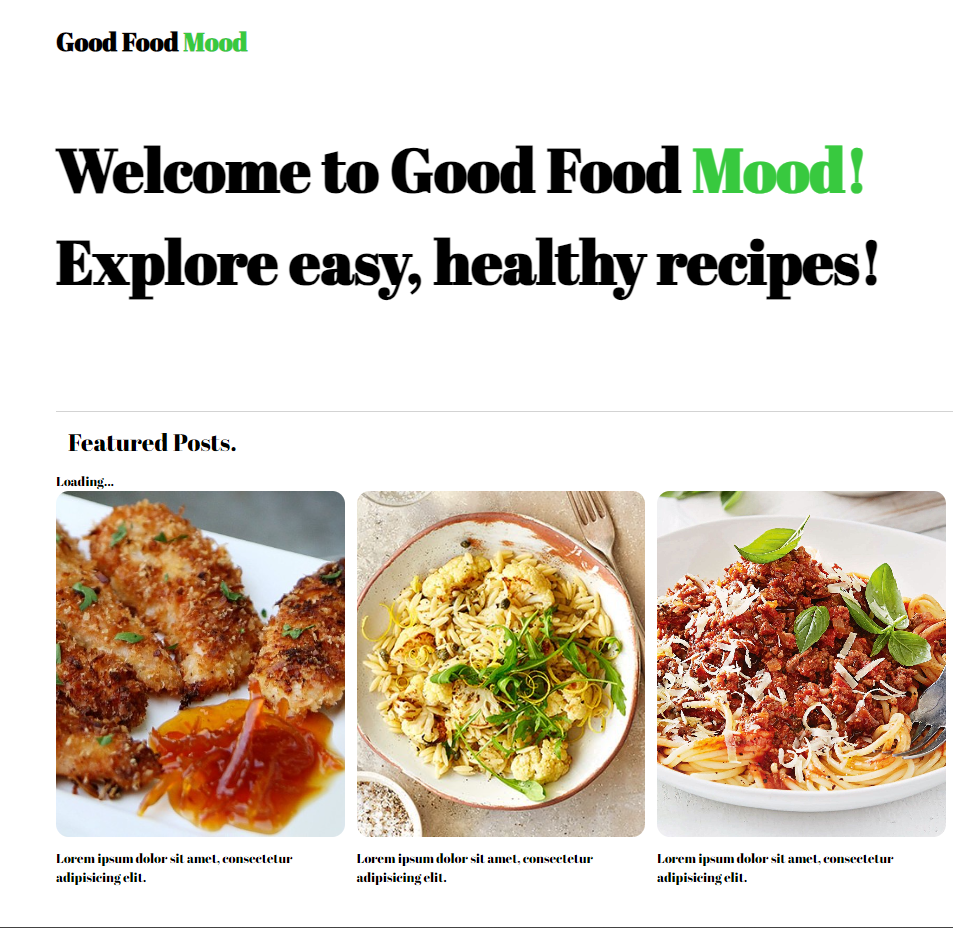 Good Food Mood
Welcome to Good Food Mood!
Explore easy, healthy recipes!
Featured Posts.
Loading...
Lorem ipsum dolor sit amet, consectetur
adipisicing elit.
Lorem ipsum dolor sit amet, consectetur
adipisicing elit.
Lorem ipsum dolor sit amet, consectetur
adipisicing elit.